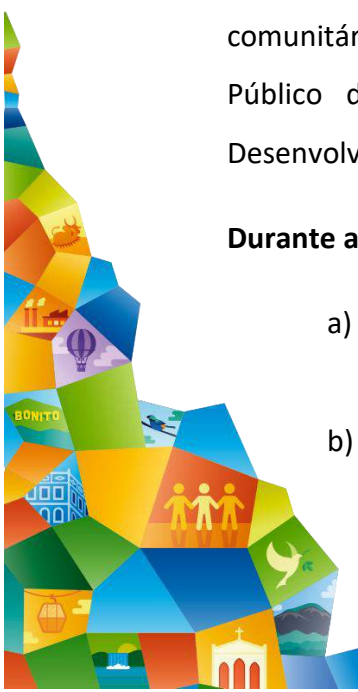 comunitár
Público d
Desenvolv
Durante a
a)
b)
BONITO